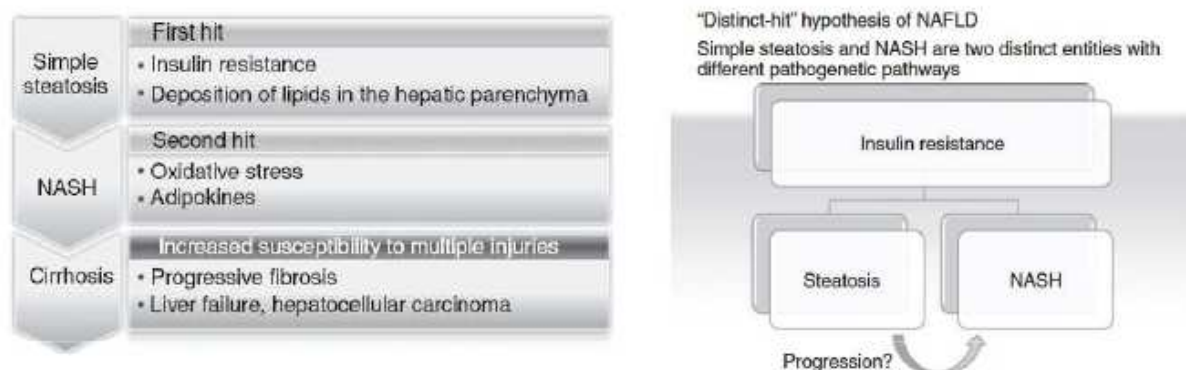 Simple
steatosis
First hit
• Insulin resistance
• Deposition of lipids in the hepatic parenchyma
NASH
Second hit
• Oxidative stress
• Adipokines
Cirrhosis
Increased susceptibility to multiple injuries
• Progressive fibrosis
• Liver failure, hepatocellular carcinoma
“Distinct-hit” hypothesis of NAFLD
Simple steatosis and NASH are two distinct entities with
different pathogenetic pathways
Insulin resistance
Steatosis
NASH
Progression?